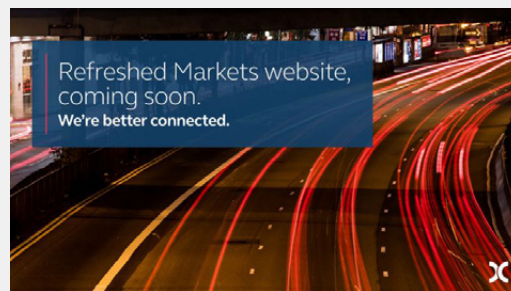 Refreshed Markets website,
coming soon.
We're better connected.